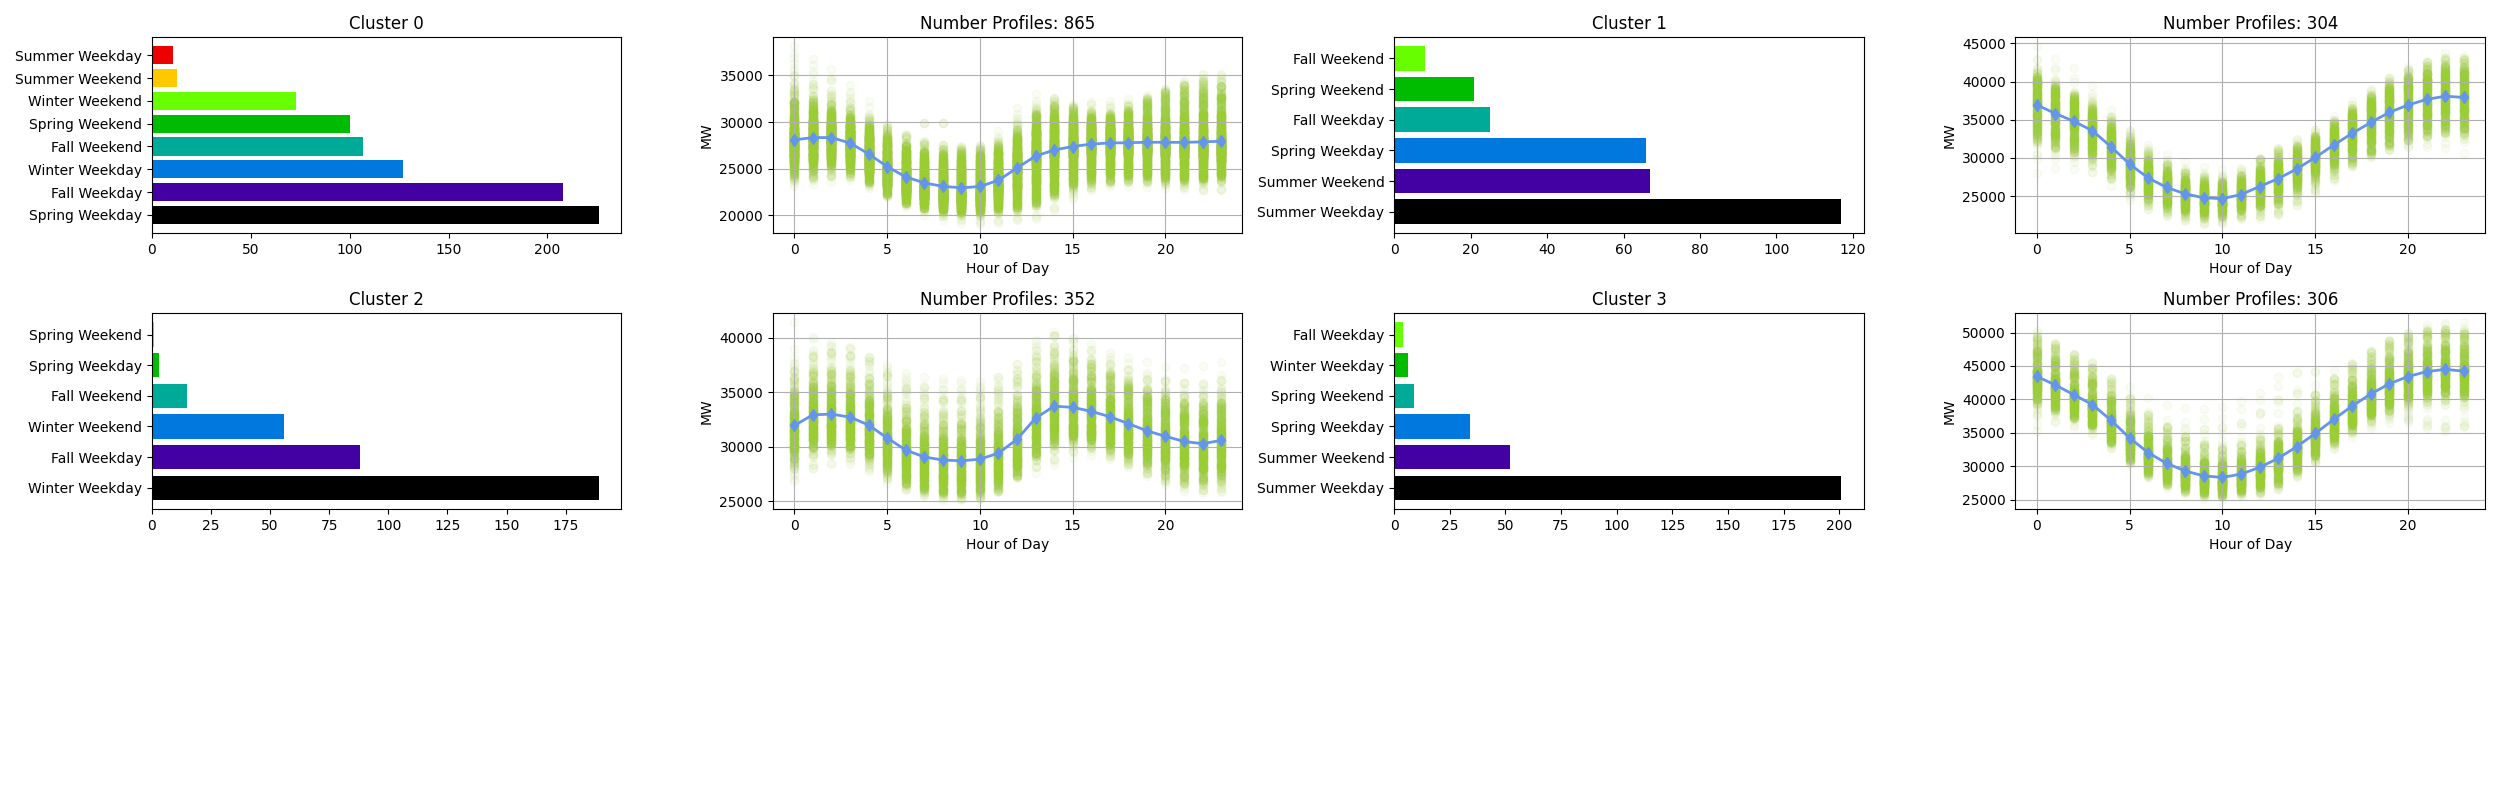 Cluster 0
Summer Weekday
Summer Weekend
Winter Weekend
Spring Weekend
Fall Weekend
Winter Weekday
Fall Weekday
Spring Weekday
0 50 100 150 200
Number Profiles: 865
MW
35000
30000
25000
20000
0 5 10 15 20
Hour of Day
Cluster 1
Fall Weekend
Spring Weekend
Fall Weekday
Spring Weekday
Summer Weekend
Summer Weekday
0 20 40 60 80 100 120
Number Profiles: 304
MW
45000
40000
35000
30000
25000
0 5 10 15 20
Hour of Day
Cluster 2
Spring Weekend
Spring Weekday
Fall Weekend
Winter Weekend
Fall Weekday
Winter Weekday
0 25 50 75 100 125 150 175
Number Profiles: 352
MW
40000
35000
30000
25000
0 5 10 15 20
Hour of Day
Cluster 3
Fall Weekday
Winter Weekday
Spring Weekend
Spring Weekday
Summer Weekend
Summer Weekday
0 25 50 75 100 125 150 175 200
Number Profiles: 306
MW
50000
45000
40000
35000
30000
25000
0 5 10 15 20
Hour of Day